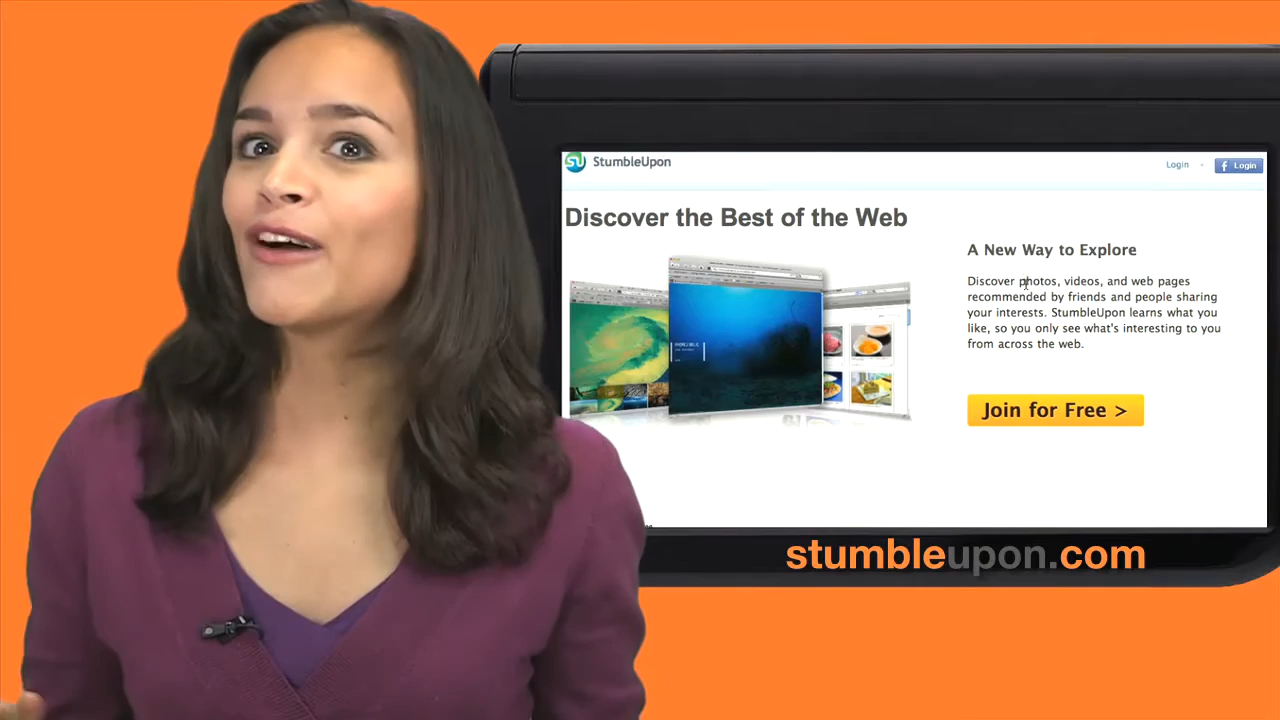 StumbleUpon
Login
f Login
Discover the Best of the Web
A New Way to Explore
Discover photos, videos, and web pages
recommended by friends and people sharing
your interests. StumbleUpon learns what you
like, so you only see what's interesting to you
from across the web.
Join for Free >
stumbleupon.com